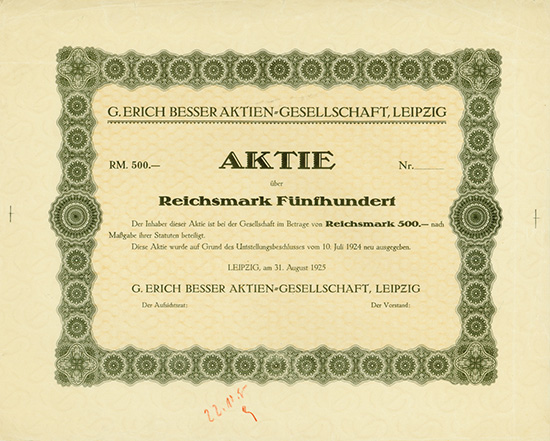 G. ERICH BESSER AKTIEN=GESELLSCHAFT, LEIPZIG
RM. 500.— AKTIE Nr.
über
Reichsmark Fünfhundert
Der Inhaber dieser Aktie ist bei der Gesellschaft im Betrage von Reichsmark 500.— nach
Maßgabe ihrer Statuten beteiligt.
Diese Aktie wurde auf Grund des Umstellungsbeschlusses vom 10. Juli 1924 neu ausgegeben.
LEIPZIG, am 31. August 1925
G. ERICH BESSER AKTIEN=GESELLSCHAFT, LEIPZIG
Der Aufsichtsrat: Der Vorstand: